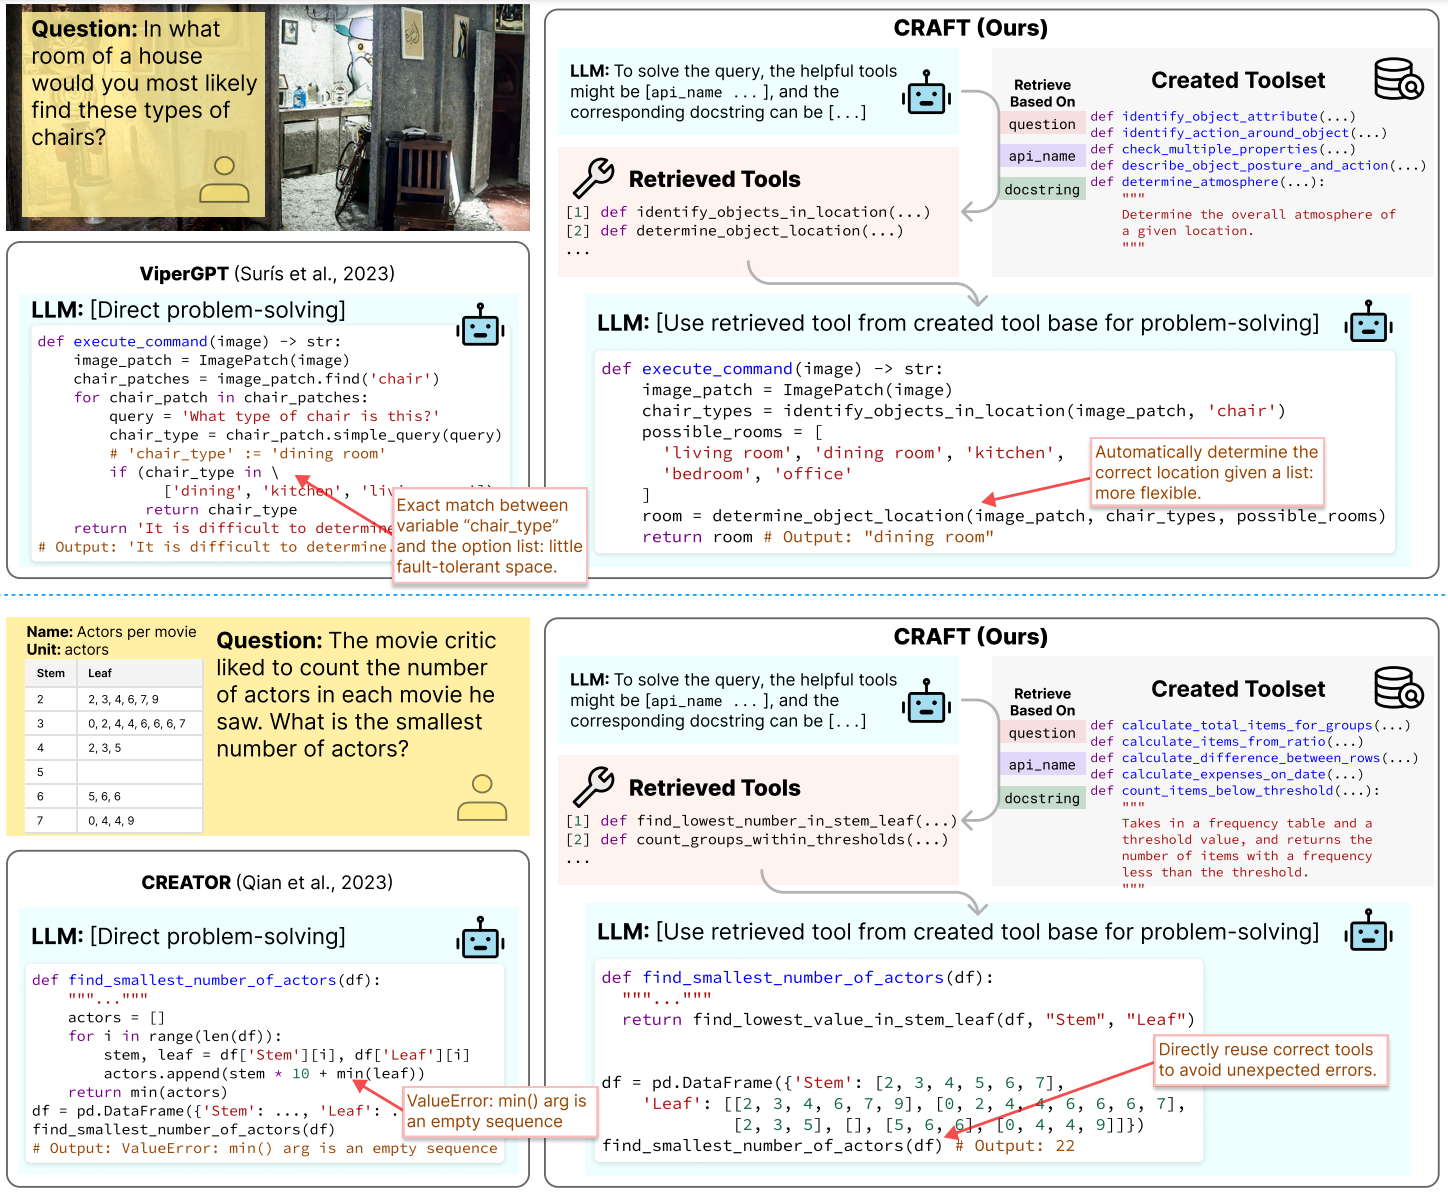 Question: In what
room of a house
would you most likely
find these types of
chairs?
ViperGPT (Surís et al., 2023)
LLM: [Direct problem-solving]
def execute_command(image) -> str:
    image_patch = ImagePatch(image)
    chair_patches = image_patch.find('chair')
    for chair_patch in chair_patches:
        query = 'What type of chair is this?'
        chair_type = chair_patch.simple_query(query)
        # 'chair_type' := 'dining room'
        if (chair_type in \
              ['dining', 'kitchen',
            return chair_type
    return 'It is difficult to determine
# Output: 'It is difficult to determine.
Exact match between
variable “chair_type”
and the option list: little
fault-tolerant space.
CRAFT (Ours)
LLM: To solve the query, the helpful tools
might be [api_name ... ], and the
corresponding docstring can be [...]
Retrieved Tools
[1] def identify_objects_in_location(...)
[2] def determine_object_location(...)
...
Retrieve
Based On
question
api_name
docstring
Created Toolset
def identify_object_attribute(...)
def identify_action_around_object(...)
def check_multiple_properties(...)
def describe_object_posture_and_action(...)
def determine_atmosphere(...):
    """
    Determine the overall atmosphere of
    a given location.
    """
LLM: [Use retrieved tool from created tool base for problem-solving]
def execute_command(image) -> str:
    image_patch = ImagePatch(image)
    chair_types = identify_objects_in_location(image_patch, 'chair')
    possible_rooms = [
      'living room', 'dining room', 'kitchen',
      'bedroom', 'office'
    ]
    room = determine_object_location(image_patch, chair_types, possible_rooms)
    return room # Output: "dining room"
Automatically determine the
correct location given a list:
more flexible.
Name: Actors per movie
Unit: actors
Stem Leaf
2 2, 3, 4, 6, 7, 9
3 0, 2, 4, 4, 6, 6, 6, 7
4 2, 3, 5
5
6 5, 6, 6
7 0, 4, 4, 9
Question: The movie critic
liked to count the number
of actors in each movie he
saw. What is the smallest
number of actors?
CREATOR (Qian et al., 2023)
LLM: [Direct problem-solving]
def find_smallest_number_of_actors(df):
    """..."""
    actors = []
    for i in range(len(df)):
        stem, leaf = df['Stem'][i], df['Leaf'][i]
        actors.append(stem * 10 + min(leaf))
    return min(actors)
df = pd.DataFrame({'Stem': ..., 'Leaf': .
find_smallest_number_of_actors(df)
# Output: ValueError: min() arg is an empty sequence
ValueError: min() arg is
an empty sequence
CRAFT (Ours)
LLM: To solve the query, the helpful tools
might be [api_name ... ], and the
corresponding docstring can be [...]
Retrieved Tools
[1] def find_lowest_number_in_stem_leaf(...)
[2] def count_groups_within_thresholds(...)
...
Retrieve
Based On
question
api_name
docstring
Created Toolset
def calculate_total_items_for_groups(...)
def calculate_items_from_ratio(...)
def calculate_difference_between_rows(...)
def calculate_expenses_on_date(...)
def count_items_below_threshold(...):
    """
    Takes in a frequency table and a
    threshold value, and returns the
    number of items with a frequency
    less than the threshold.
    """
LLM: [Use retrieved tool from created tool base for problem-solving]
def find_smallest_number_of_actors(df):
  """..."""
  return find_lowest_value_in_stem_leaf(df, "Stem", "Leaf")
df = pd.DataFrame({'Stem': [2, 3, 4, 5, 6, 7],
    'Leaf': [[2, 3, 4, 6, 7, 9], [0, 2, 4, 4, 6, 6, 6, 7],
             [2, 3, 5], [], [5, 6, 6], [0, 4, 4, 9]]})
find_smallest_number_of_actors(df) # Output: 22
Directly reuse correct tools
to avoid unexpected errors.